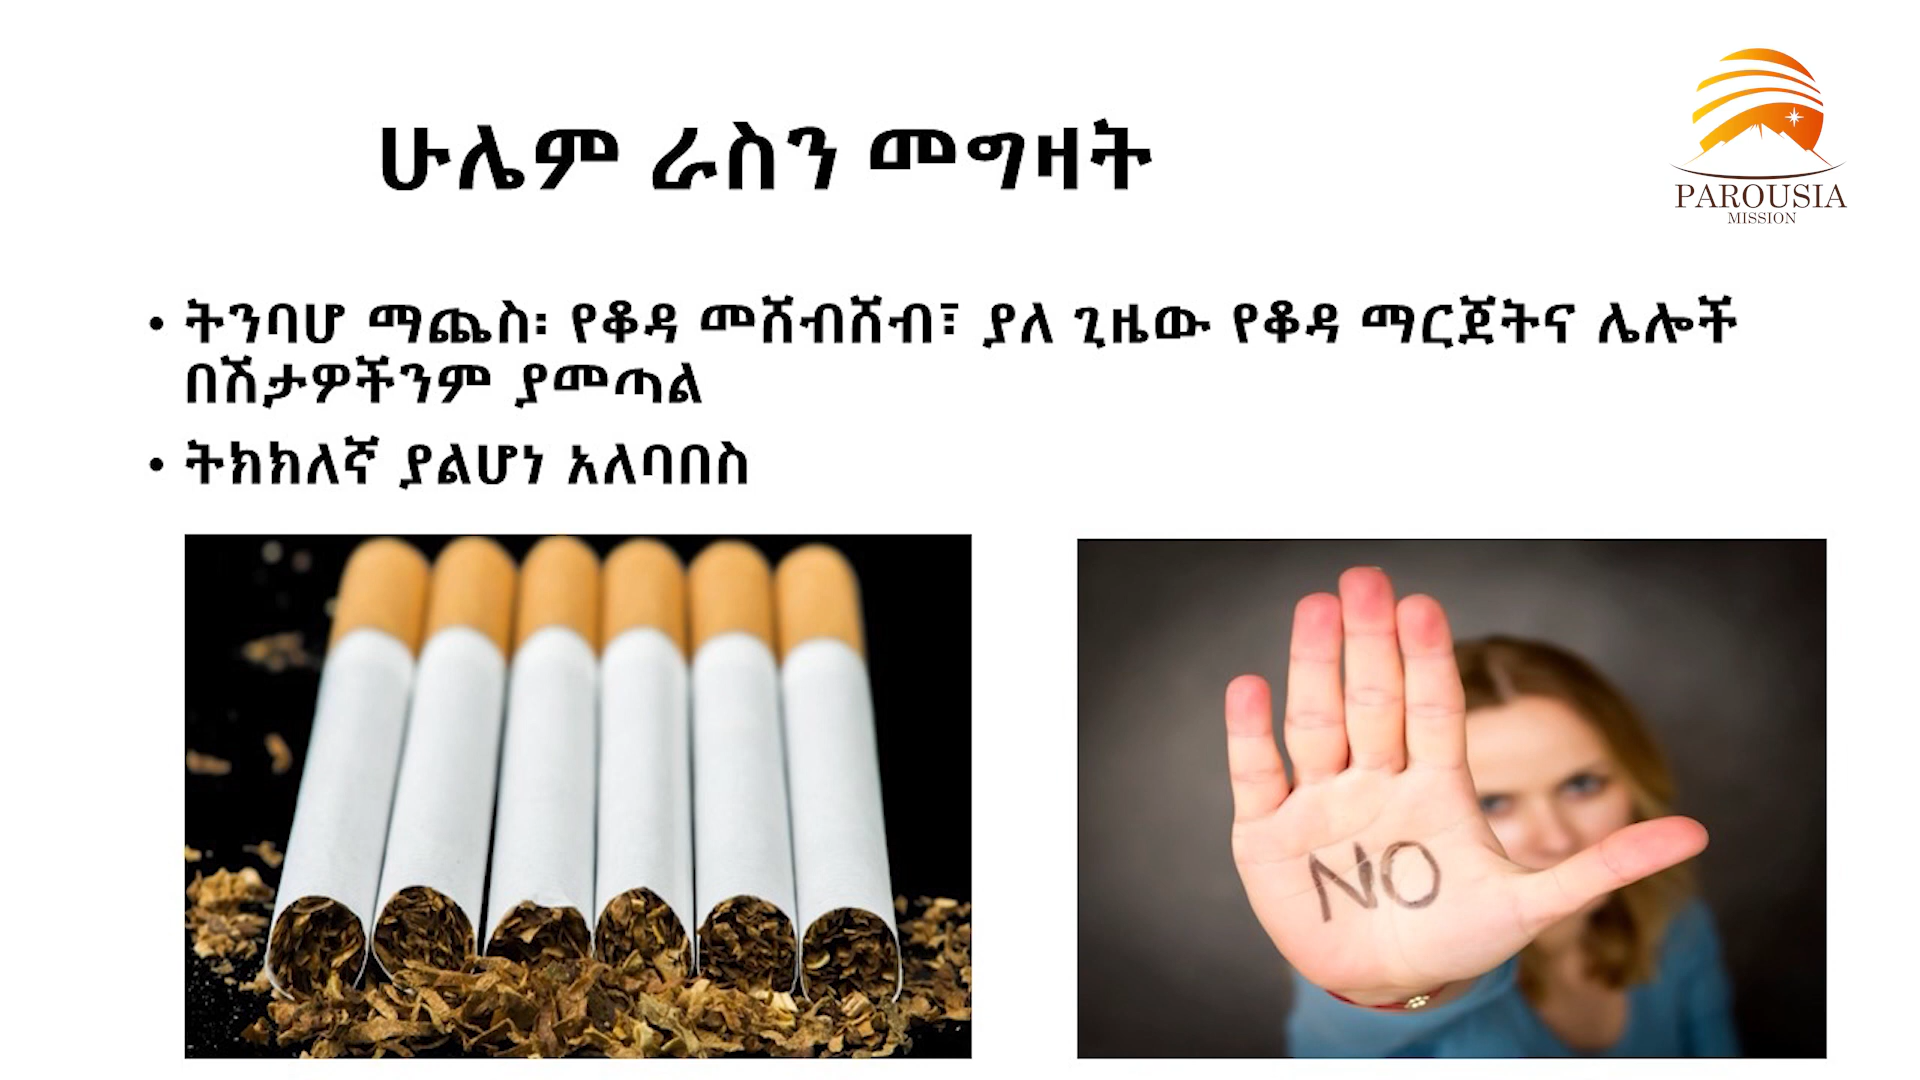 ሁሌም ራስን መግዛት
PAROUSIA
MISSION
• ትንባሆ ማጨስ፡ የቆዳ መሸብሸብ፣ ያለ ጊዜው የቆዳ ማርጀትና ሌሎች
በሽታዎችንም ያመጣል
• ትክክለኛ ያልሆነ አለባበስ
NO